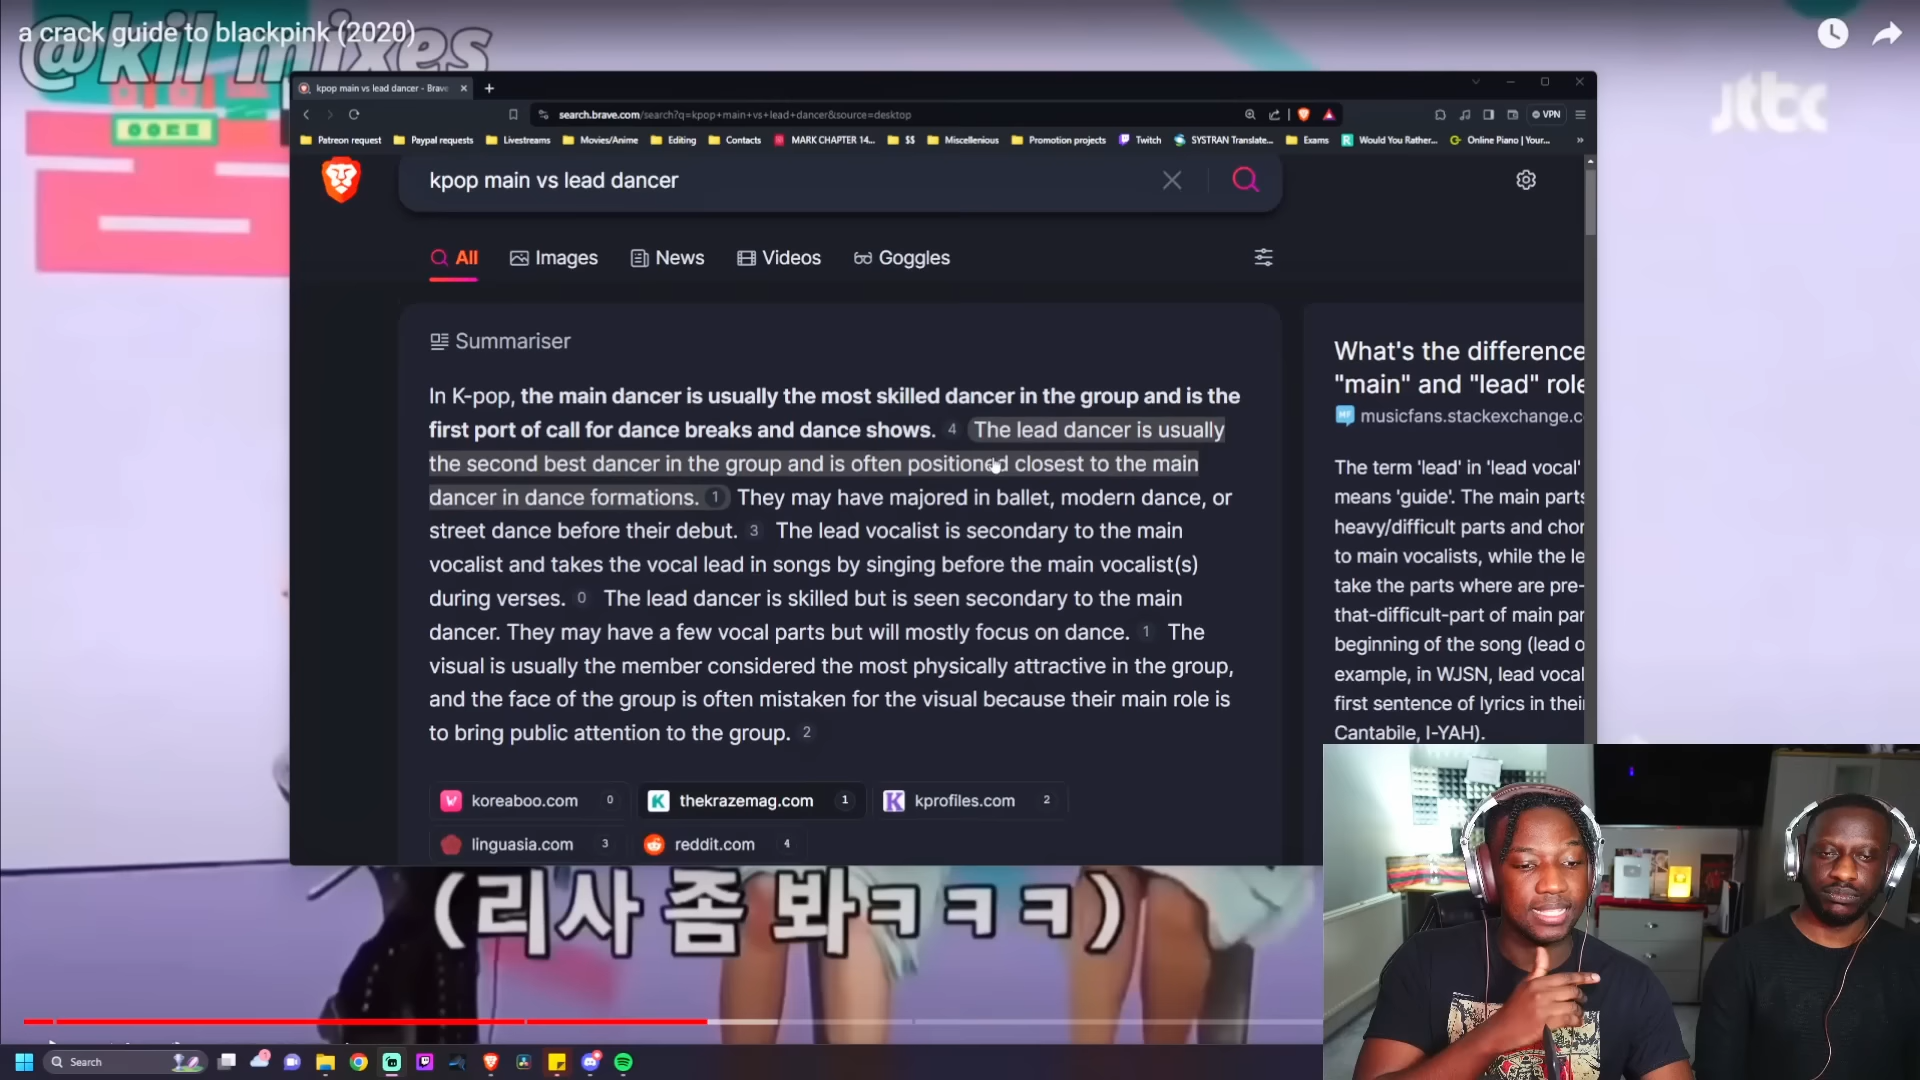 a crack guide to blackpink (2020)
@kil mixes
jtbc
kpop main vs lead dancer - Brave
search.brave.com/search?q=kpop+main+vs+lead+dancer&source=desktop
VPN
Patreon request
Paypal requests
Livestreams
Movies/Anime
Editing
Contacts
MARK CHAPTER 14...
$$
Miscellenious
Promotion projects
Twitch
SYSTRAN Translate...
Exams
Would You Rather...
Online Piano | Your...
kpop main vs lead dancer
All
Images
News
Videos
Goggles
Summariser
In K-pop, the main dancer is usually the most skilled dancer in the group and is the
first port of call for dance breaks and dance shows. 4 The lead dancer is usually
the second best dancer in the group and is often positioned closest to the main
dancer in dance formations. 1 They may have majored in ballet, modern dance, or
street dance before their debut. 3 The lead vocalist is secondary to the main
vocalist and takes the vocal lead in songs by singing before the main vocalist(s)
during verses. 0 The lead dancer is skilled but is seen secondary to the main
dancer. They may have a few vocal parts but will mostly focus on dance. 1 The
visual is usually the member considered the most physically attractive in the group,
and the face of the group is often mistaken for the visual because their main role is
to bring public attention to the group. 2
koreaboo.com 0
thekrazemag.com 1
kprofiles.com 2
linguasia.com 3
reddit.com 4
What's the difference
"main" and "lead" role
musicfans.stackexchange.c
The term 'lead' in 'lead vocal'
means 'guide'. The main parts
heavy/difficult parts and chor
to main vocalists, while the le
take the parts where are pre-
that-difficult-part of main par
beginning of the song (lead o
example, in WJSN, lead vocal
first sentence of lyrics in their
Cantabile, I-YAH).
(리사 좀 봐ㅋㅋㅋ)
Search